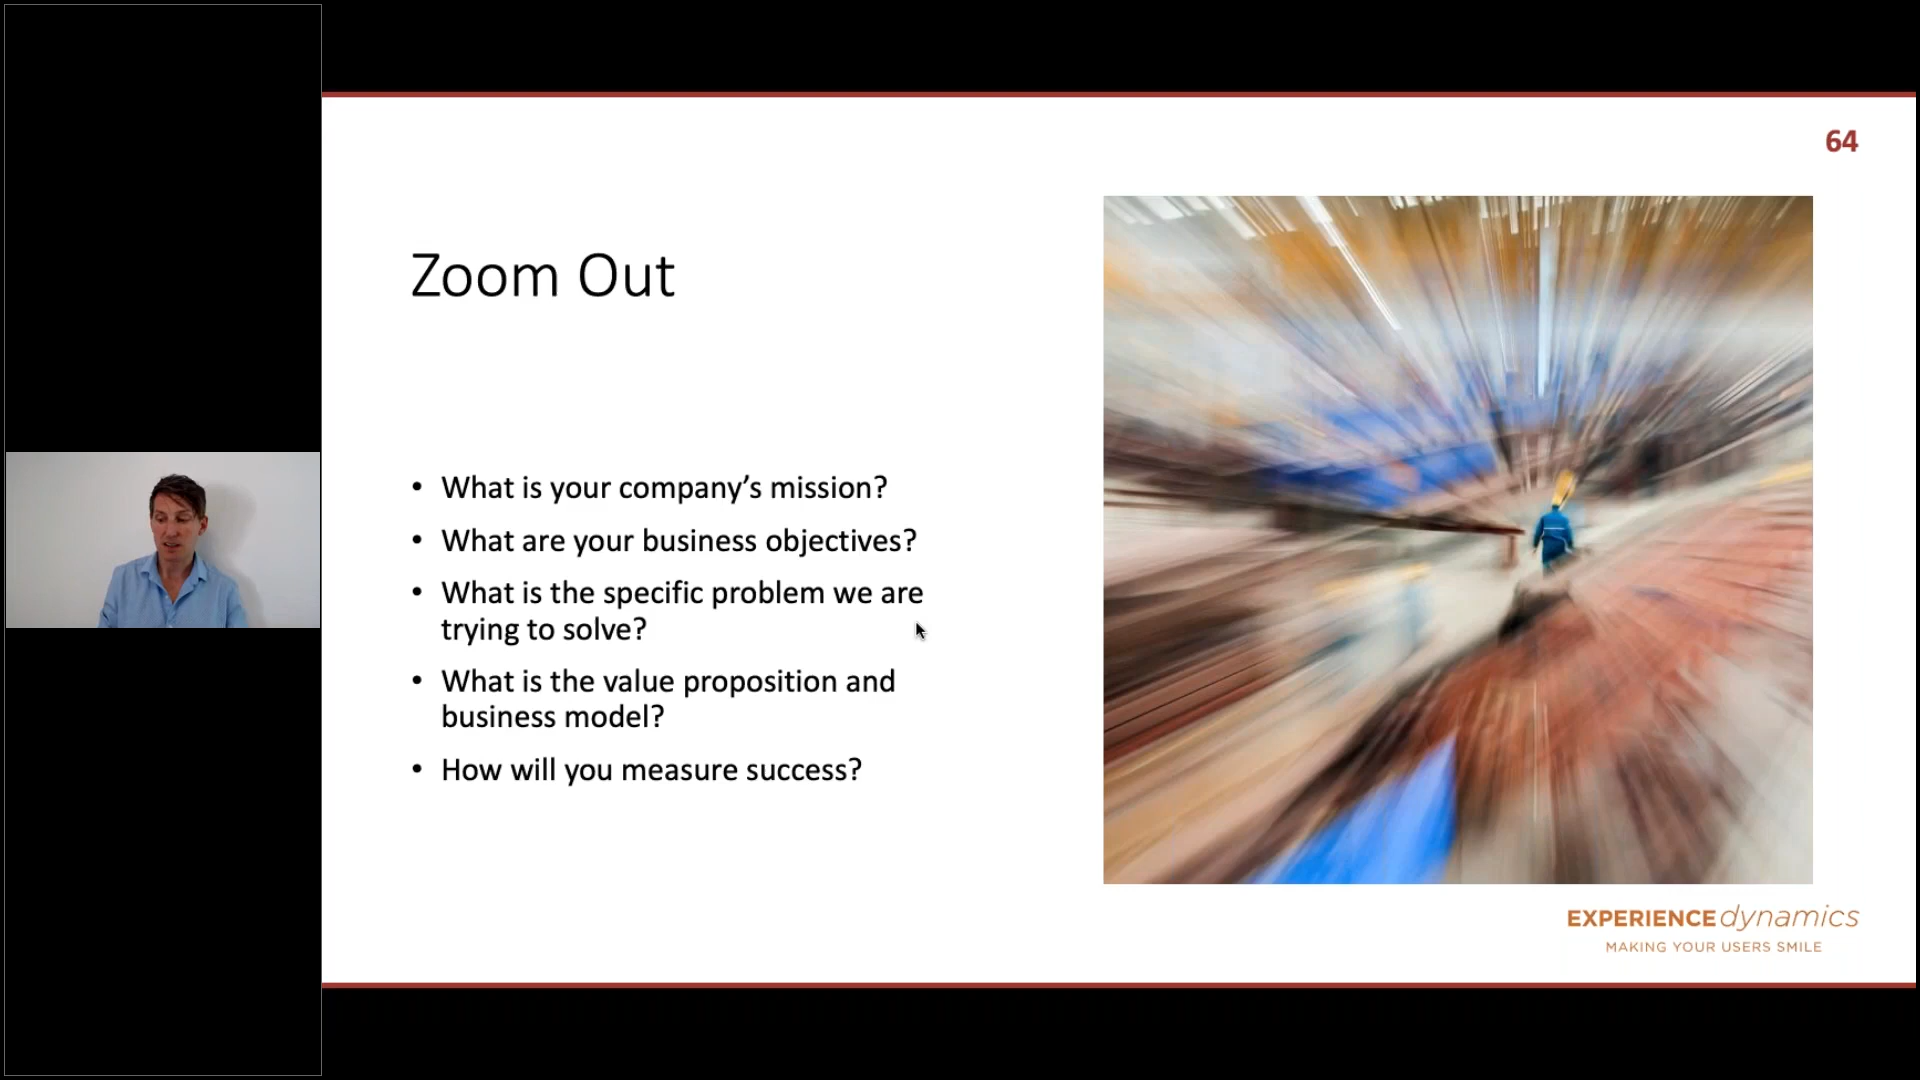 64
Zoom Out
• What is your company’s mission?
• What are your business objectives?
• What is the specific problem we are
trying to solve?
• What is the value proposition and
business model?
• How will you measure success?
EXPERIENCE dynamics
MAKING YOUR USERS SMILE